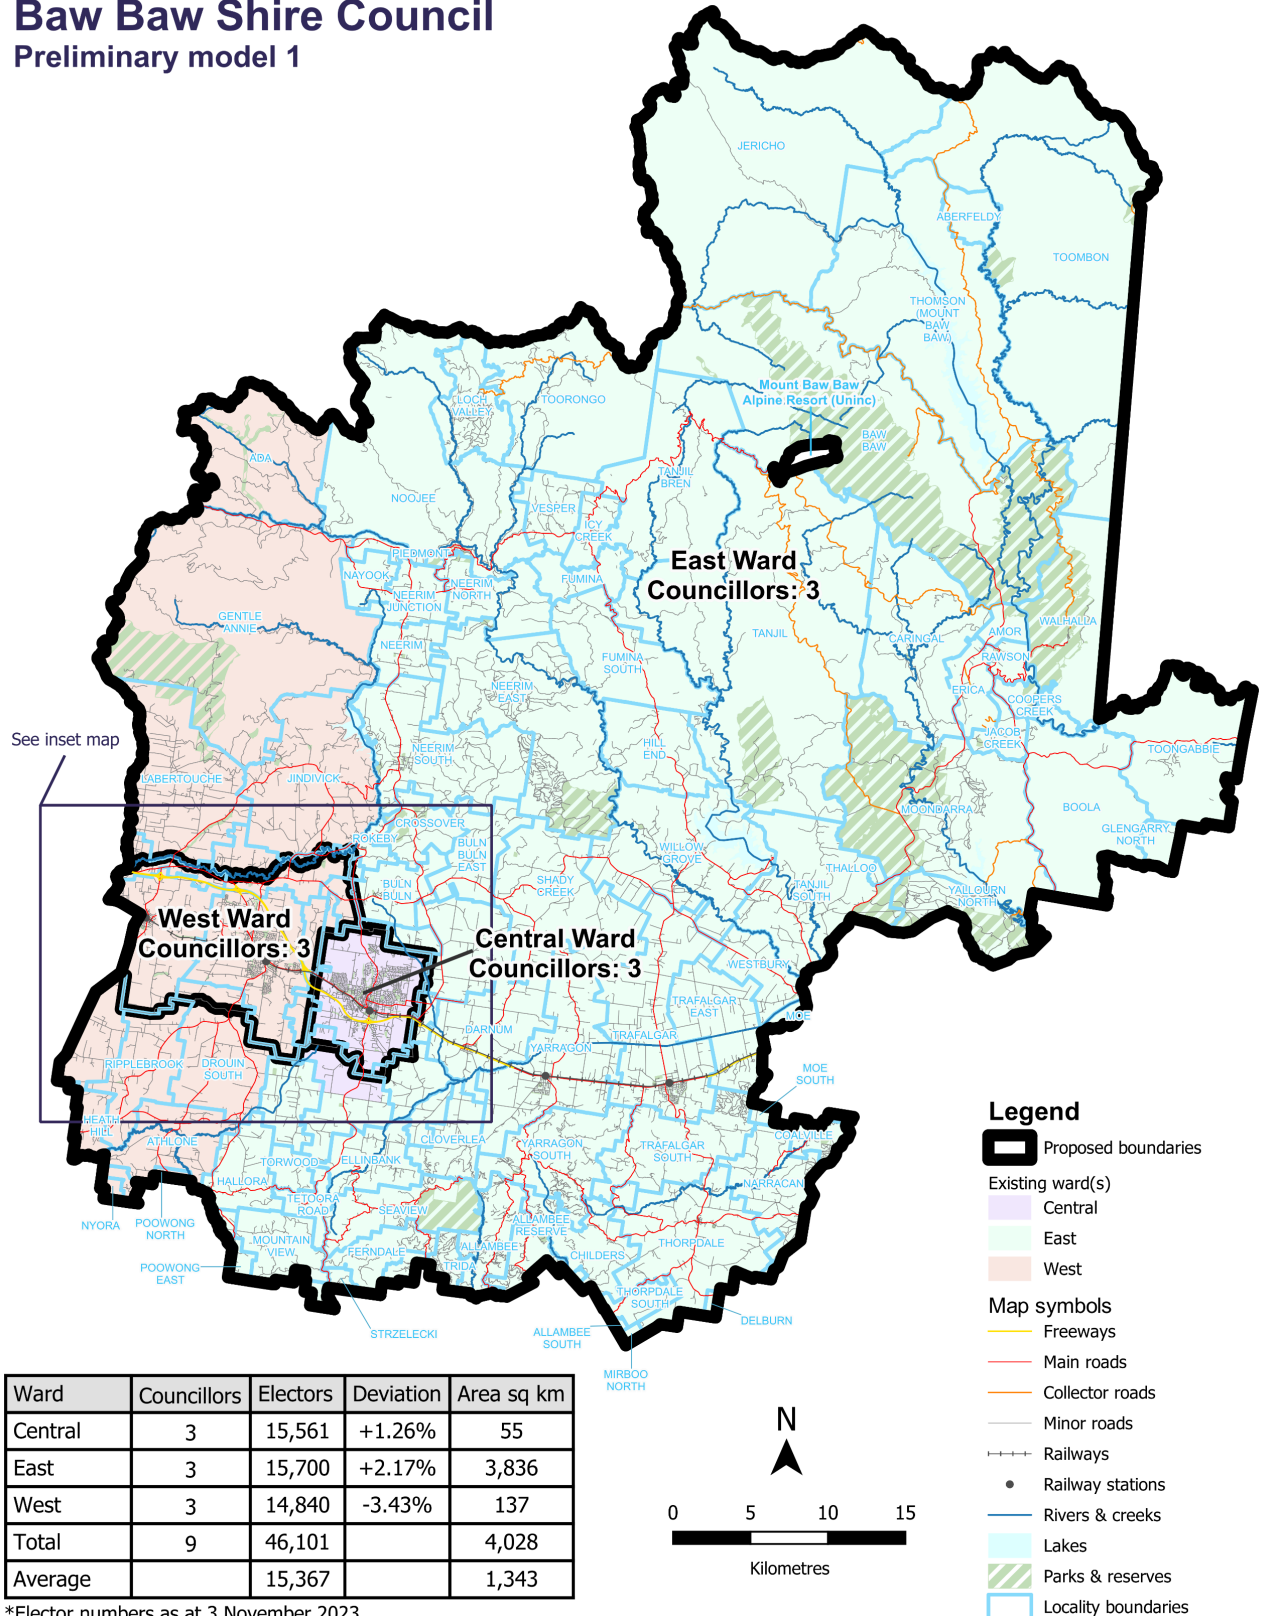 Baw Baw Shire Council
Preliminary model 1
JERICHO
ABERFELDY
TOOMBON
THOMSON
(MOUNT
BAW
BAW)
Mount Baw Baw
Alpine Resort (Uninc)
LOCH
VALLEY
TOORONGO
BAW
BAW
ADA
NOOJEE
TANJIL
BREN
VESPER
ICY
CREEK
PIEDMONT
NAYOOK
NEERIM
JUNCTION
NEERIM
NORTH
FUMINA
East Ward
Councillors: 3
GENTLE
ANNIE
NEERIM
TANJIL
CARINGAL
AMOR
WALHALLA
RAWSON
FUMINA
SOUTH
NEERIM
EAST
ERICA
COOPERS
CREEK
See inset map
NEERIM
SOUTH
HILL
END
JACOB
CREEK
TOONGABBIE
LABERTOUCHE
JINDIVICK
MOONDARRA
BOOLA
GLENGARRY
NORTH
CROSSOVER
ROKEBY
BULN
BULN
EAST
WILLOW
GROVE
SHADY
CREEK
THALLOO
BULN
BULN
TANJIL
SOUTH
YALLOURN
NORTH
West Ward
Councillors: 3
Central Ward
Councillors: 3
WESTBURY
TRAFALGAR
EAST
MOE
DARNUM
YARRAGON
TRAFALGAR
RIPPLEBROOK
DROUIN
SOUTH
MOE
SOUTH
HEATH
HILL
ATHLONE
CLOVERLEA
YARRAGON
SOUTH
TRAFALGAR
SOUTH
COALVILLE
TORWOOD
ELLINBANK
HALLORA
NARRACAN
TETOORA
ROAD
SEAVIEW
ALLAMBEE
RESERVE
NYORA
POOWONG
NORTH
MOUNTAIN
VIEW
FERNDALE
ALLAMBEE
TRIDA
CHILDERS
THORPDALE
POOWONG
EAST
THORPDALE
SOUTH
STRZELECKI
ALLAMBEE
SOUTH
DELBURN
MIRBOO
NORTH
Legend
Proposed boundaries
Existing ward(s)
Central
East
West
Map symbols
Freeways
Main roads
Collector roads
Minor roads
Railways
Railway stations
Rivers & creeks
Lakes
Parks & reserves
Locality boundaries
Ward Councillors Electors Deviation Area sq km
Central 3 15,561 +1.26% 55
East 3 15,700 +2.17% 3,836
West 3 14,840 -3.43% 137
Total 9 46,101 4,028
Average 15,367 1,343
*Elector numbers as at 3 November 2023
N
0 5 10 15
Kilometres